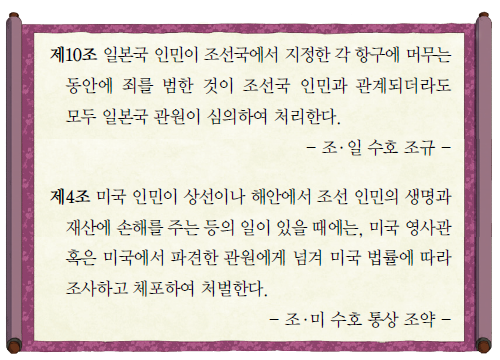 제10조 일본국 인민이 조선국에서 지정한 각 항구에 머무는
동안에 죄를 범한 것이 조선국 인민과 관계되더라도
모두 일본국 관원이 심의하여 처리한다.
- 조·일 수호 조규 -
제4조 미국 인민이 상선이나 해안에서 조선 인민의 생명과
재산에 손해를 주는 등의 일이 있을 때에는, 미국 영사관
혹은 미국에서 파견한 관원에게 넘겨 미국 법률에 따라
조사하고 체포하여 처벌한다.
- 조·미 수호 통상 조약 -